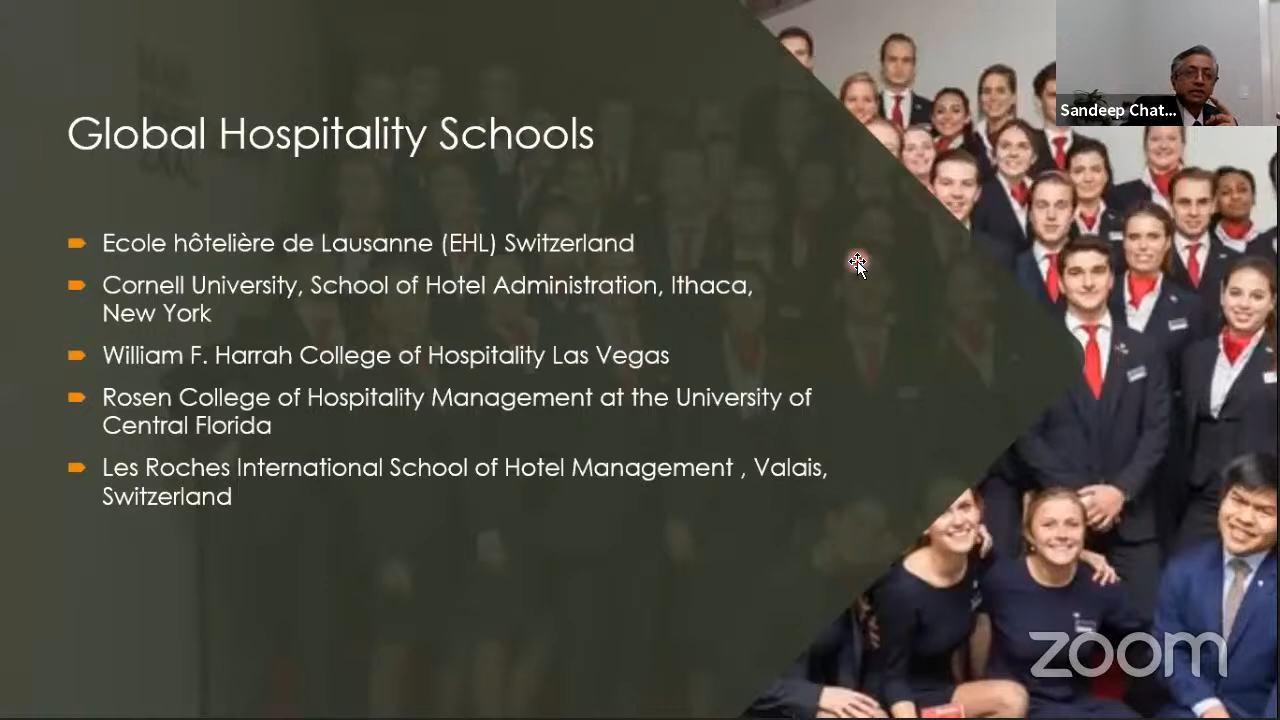 Sandeep Chat...
Global Hospitality Schools
Ecole hôtelière de Lausanne (EHL) Switzerland
Cornell University, School of Hotel Administration, Ithaca,
New York
William F. Harrah College of Hospitality Las Vegas
Rosen College of Hospitality Management at the University of
Central Florida
Les Roches International School of Hotel Management , Valais,
Switzerland
zoom